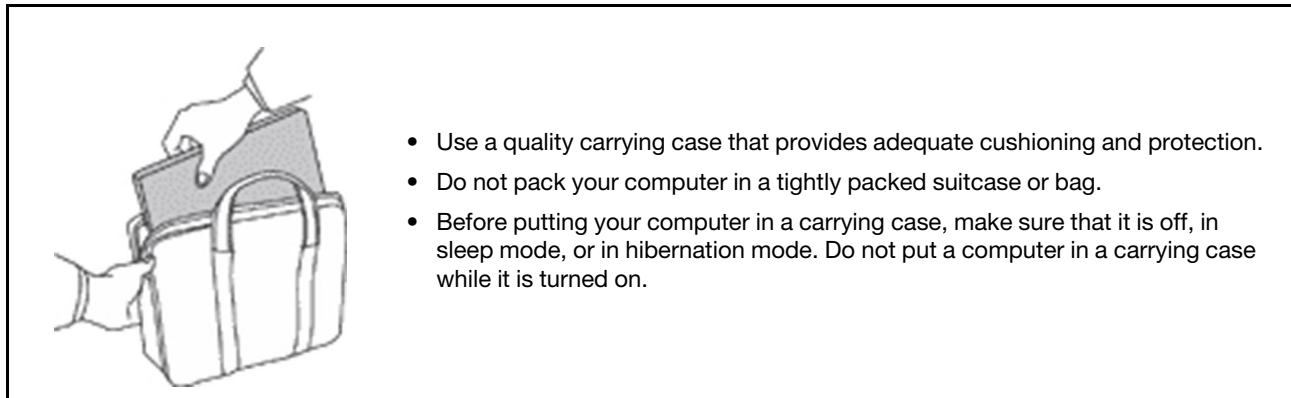 • Use a quality carrying case that provides adequate cushioning and protection.
• Do not pack your computer in a tightly packed suitcase or bag.
• Before putting your computer in a carrying case, make sure that it is off, in
sleep mode, or in hibernation mode. Do not put a computer in a carrying case
while it is turned on.